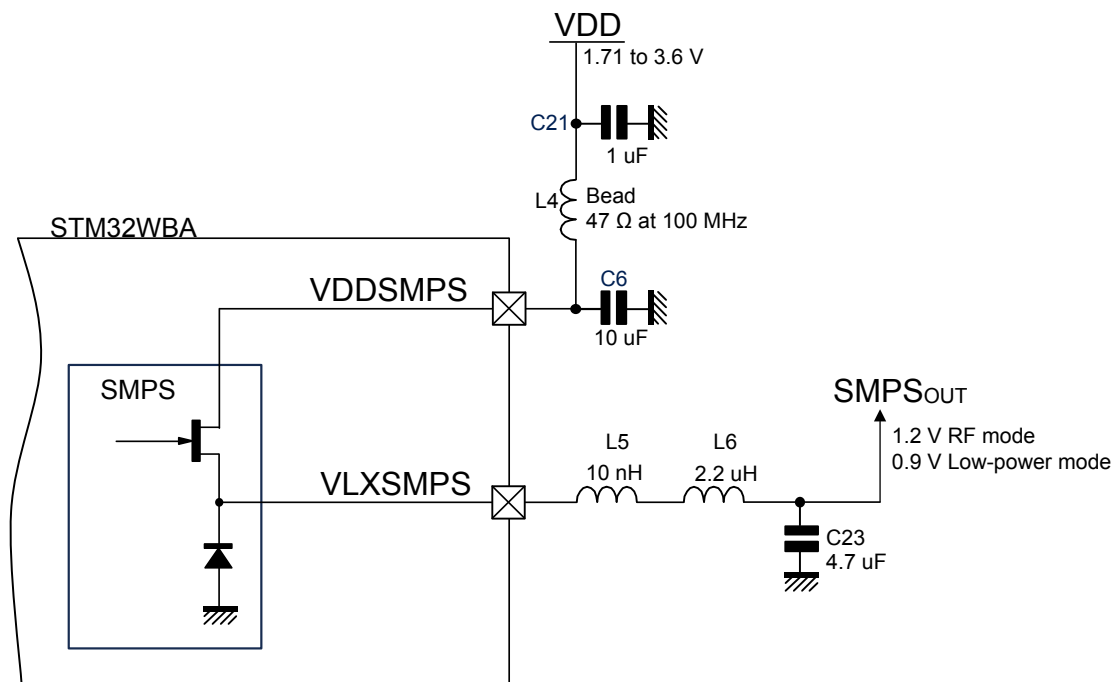 VDD
1.71 to 3.6 V
C21
1 uF
L4
Bead
47 Ω at 100 MHz
STM32WBA
VDDSMPS
C6
10 uF
SMPS
SMPSOUT
1.2 V RF mode
0.9 V Low-power mode
L5
10 nH
L6
2.2 uH
VLXSMPS
C23
4.7 uF